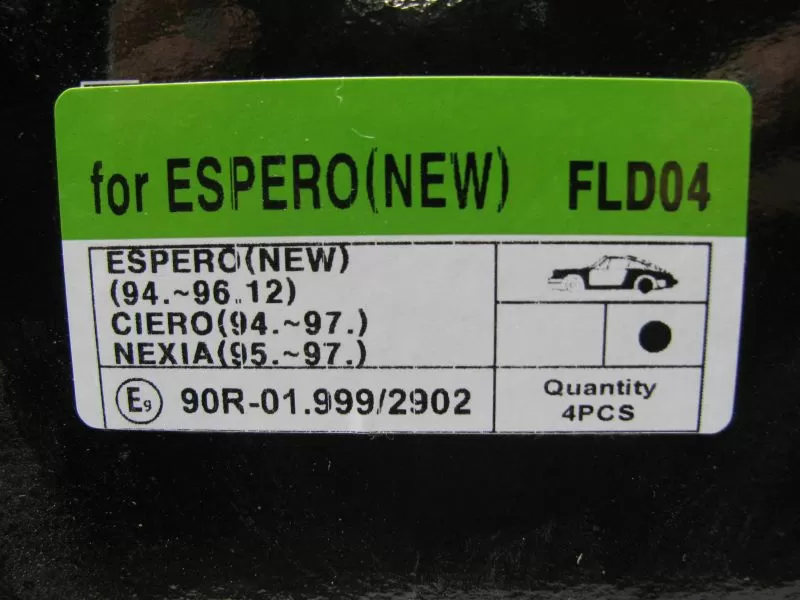 for ESPERO(NEW) FLD04
ESPERO(NEW)
(94.~96.12)
CIERO(94.~97.)
NEXIA(95.~97.)
E9 90R-01.999/2902
Quantity
4PCS